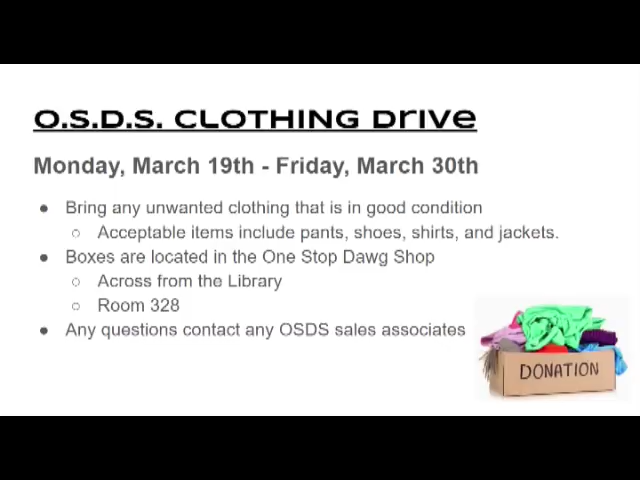 O.S.D.S. CLOTHING Drive
Monday, March 19th - Friday, March 30th
● Bring any unwanted clothing that is in good condition
○ Acceptable items include pants, shoes, shirts, and jackets.
● Boxes are located in the One Stop Dawg Shop
○ Across from the Library
○ Room 328
● Any questions contact any OSDS sales associates
DONATION